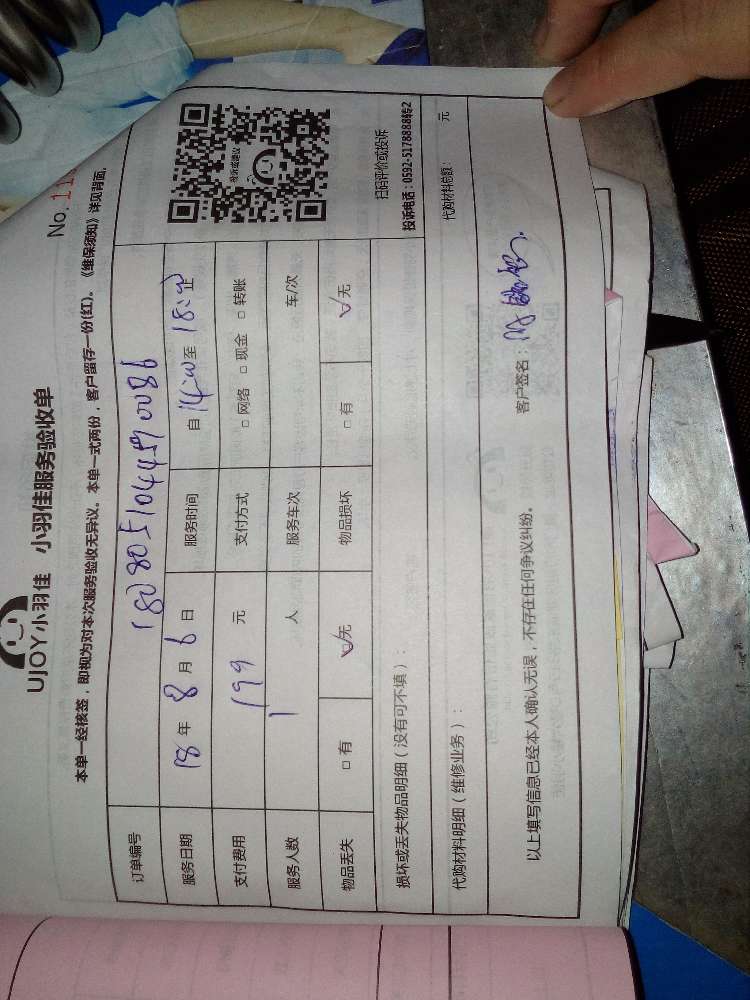 UJOY小羽佳 小羽佳服务验收单
No. 11
本单一经核签，即视为对本次服务验收无异议。本单一式两份，客户留存一份(红)。《维保须知》详见背面。
订单编号 1808051044590086
投诉或建议
服务日期 18 年 8 月 6 日 服务时间 自 14:00 至 18:00 止
支付费用 199 元 支付方式 □ 网络 □ 现金 □ 转账
服务人数 1 人 服务车次 车/次
物品丢失 □ 有 ☑无 物品损坏 □ 有 ☑无
扫码评价或投诉
投诉电话：0592-5178888转2
损坏或丢失物品明细（没有可不填）：
代购材料明细（维修业务）： 代购材料总额： 元
以上填写信息已经本人确认无误，不存在任何争议纠纷。 客户签名：